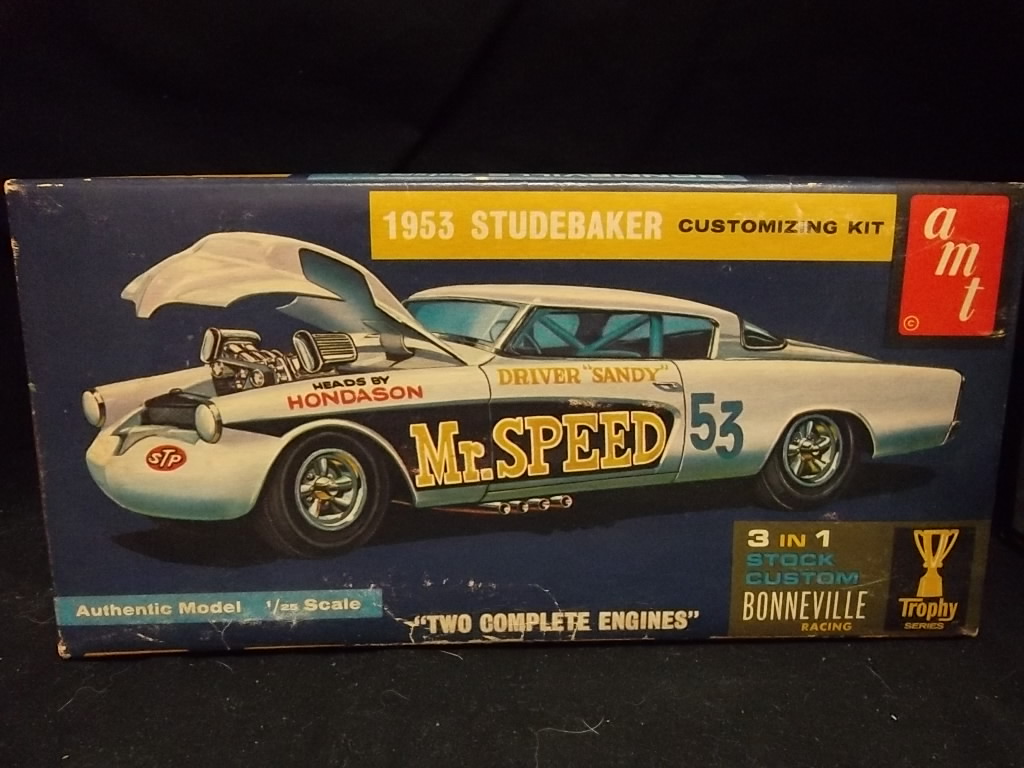 1953 STUDEBAKER CUSTOMIZING KIT
amt
©
HEADS BY
HONDASON
DRIVER "SANDY"
Mr. SPEED
53
STP
3 IN 1
STOCK
CUSTOM
BONNEVILLE
RACING
Trophy
SERIES
Authentic Model 1/25 Scale
"TWO COMPLETE ENGINES"